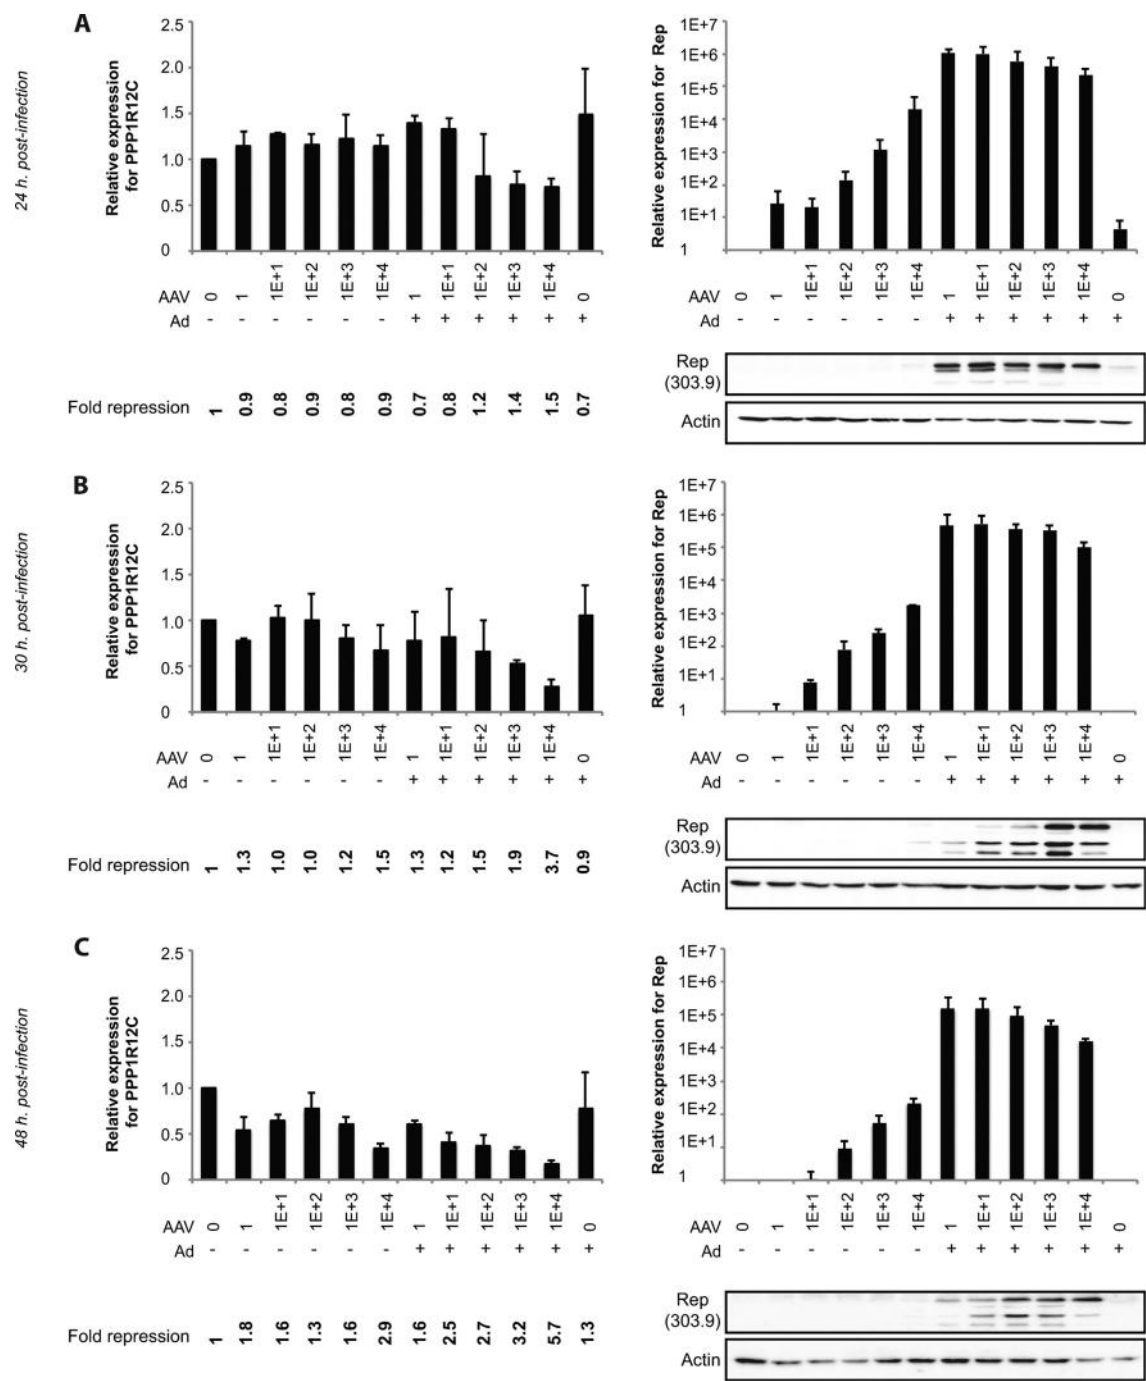 A
24 h. post-infection
Relative expression
for PPP1R12C
2.5
2.0
1.5
1.0
0.5
0
AAV 0 1 1E+1 1E+2 1E+3 1E+4 1 1E+1 1E+2 1E+3 1E+4 0
Ad - - - - - - + + + + + +
Fold repression 1 0.9 0.8 0.9 0.8 0.9 0.7 0.8 1.2 1.4 1.5 0.7
Relative expression for Rep
1E+7
1E+6
1E+5
1E+4
1E+3
1E+2
1E+1
1
AAV 0 1 1E+1 1E+2 1E+3 1E+4 1 1E+1 1E+2 1E+3 1E+4 0
Ad - - - - - - + + + + + +
Rep
(303.9)
Actin
B
30 h. post-infection
Relative expression
for PPP1R12C
2.5
2.0
1.5
1.0
0.5
0
AAV 0 1 1E+1 1E+2 1E+3 1E+4 1 1E+1 1E+2 1E+3 1E+4 0
Ad - - - - - - + + + + + +
Fold repression 1 1.3 1.0 1.0 1.2 1.5 1.3 1.2 1.5 1.9 3.7 0.9
Relative expression for Rep
1E+7
1E+6
1E+5
1E+4
1E+3
1E+2
1E+1
1
AAV 0 1 1E+1 1E+2 1E+3 1E+4 1 1E+1 1E+2 1E+3 1E+4 0
Ad - - - - - - + + + + + +
Rep
(303.9)
Actin
C
48 h. post-infection
Relative expression
for PPP1R12C
2.5
2.0
1.5
1.0
0.5
0
AAV 0 1 1E+1 1E+2 1E+3 1E+4 1 1E+1 1E+2 1E+3 1E+4 0
Ad - - - - - - + + + + + +
Fold repression 1 1.8 1.6 1.3 1.6 2.9 1.6 2.5 2.7 3.2 5.7 1.3
Relative expression for Rep
1E+7
1E+6
1E+5
1E+4
1E+3
1E+2
1E+1
1
AAV 0 1 1E+1 1E+2 1E+3 1E+4 1 1E+1 1E+2 1E+3 1E+4 0
Ad - - - - - - + + + + + +
Rep
(303.9)
Actin